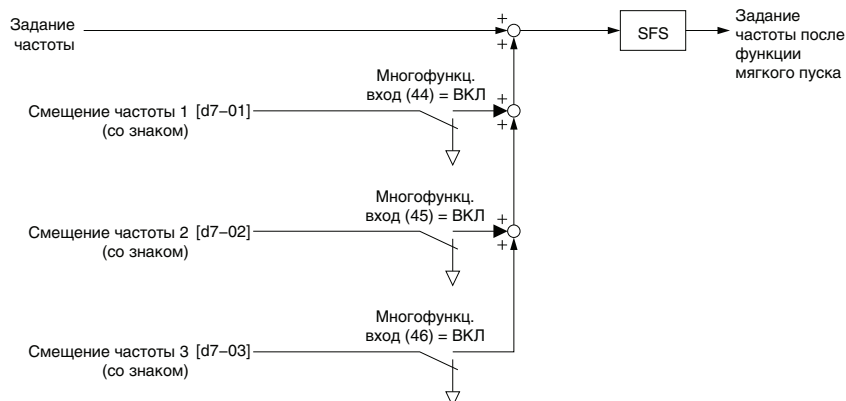 Задание
частоты
+
+
SFS
Задание
частоты после
функции
мягкого пуска
Многофункц.
вход (44) = ВКЛ
Смещение частоты 1 [d7–01]
(со знаком)
+
+
Многофункц.
вход (45) = ВКЛ
Смещение частоты 2 [d7–02]
(со знаком)
+
+
Многофункц.
вход (46) = ВКЛ
Смещение частоты 3 [d7–03]
(со знаком)